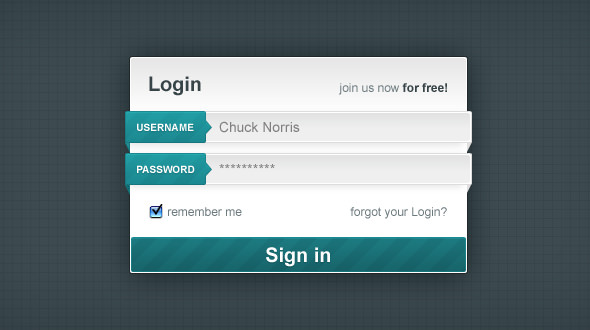 Login
join us now for free!
USERNAME Chuck Norris
PASSWORD **********
remember me
forgot your Login?
Sign in